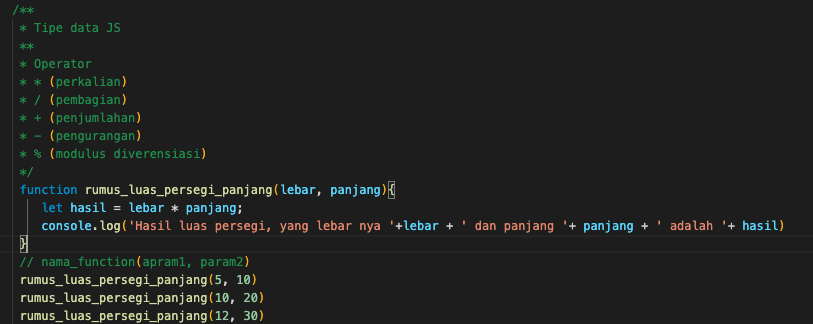 /**
* Tipe data JS
**
* Operator
* * (perkalian)
* / (pembagian)
* + (penjumlahan)
* - (pengurangan)
* % (modulus diverensiasi)
*/
function rumus_luas_persegi_panjang(lebar, panjang){
let hasil = lebar * panjang;
console.log('Hasil luas persegi, yang lebar nya '+lebar + ' dan panjang '+ panjang + ' adalah '+ hasil)
}
// nama_function(apram1, param2)
rumus_luas_persegi_panjang(5, 10)
rumus_luas_persegi_panjang(10, 20)
rumus_luas_persegi_panjang(12, 30)